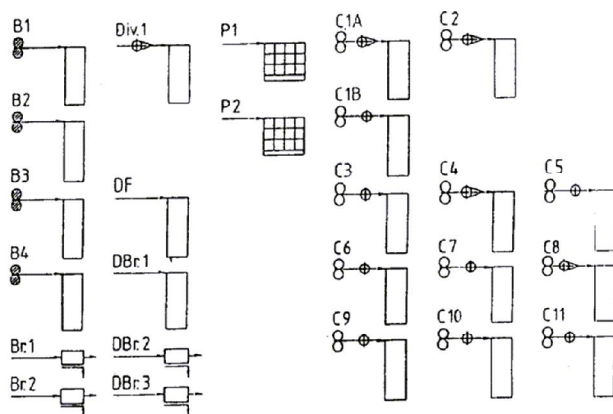 B1 Div.1 P1 C1A C2
B2 P2 C1B
B3 DF C3 C4 C5
B4 DBr.1 C6 C7 C8
Br.1 DBr.2 C9 C10 C11
Br.2 DBr.3